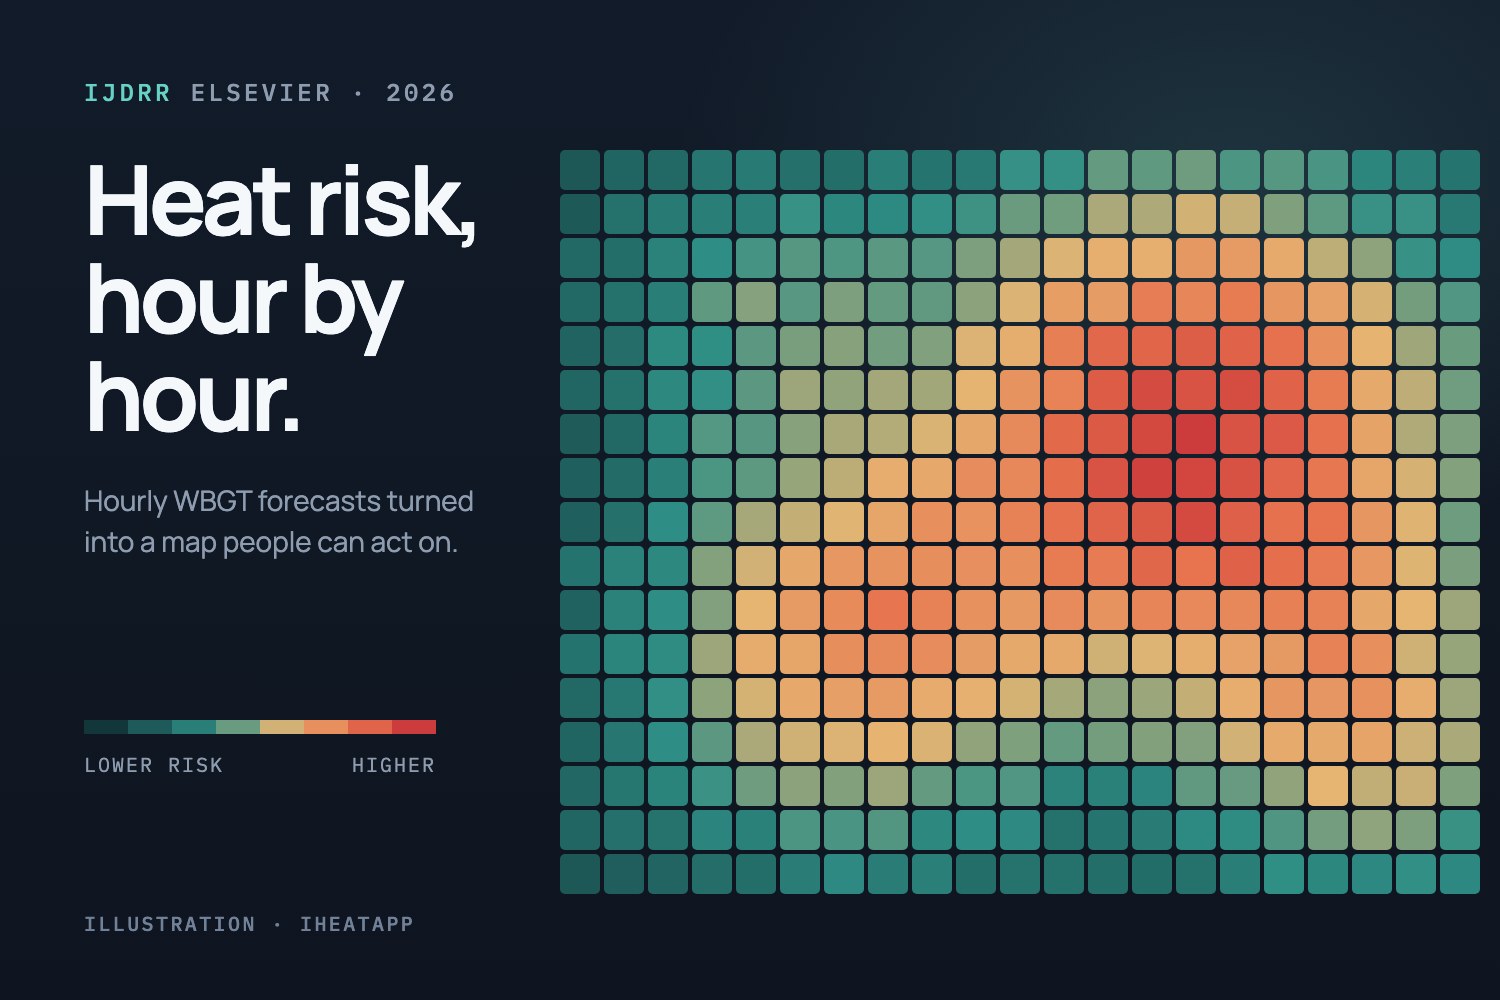 IJDRR ELSEVIER · 2026
Heat risk,
hour by
hour.
Hourly WBGT forecasts turned
into a map people can act on.
LOWER RISK
HIGHER
ILLUSTRATION · IHEATAPP